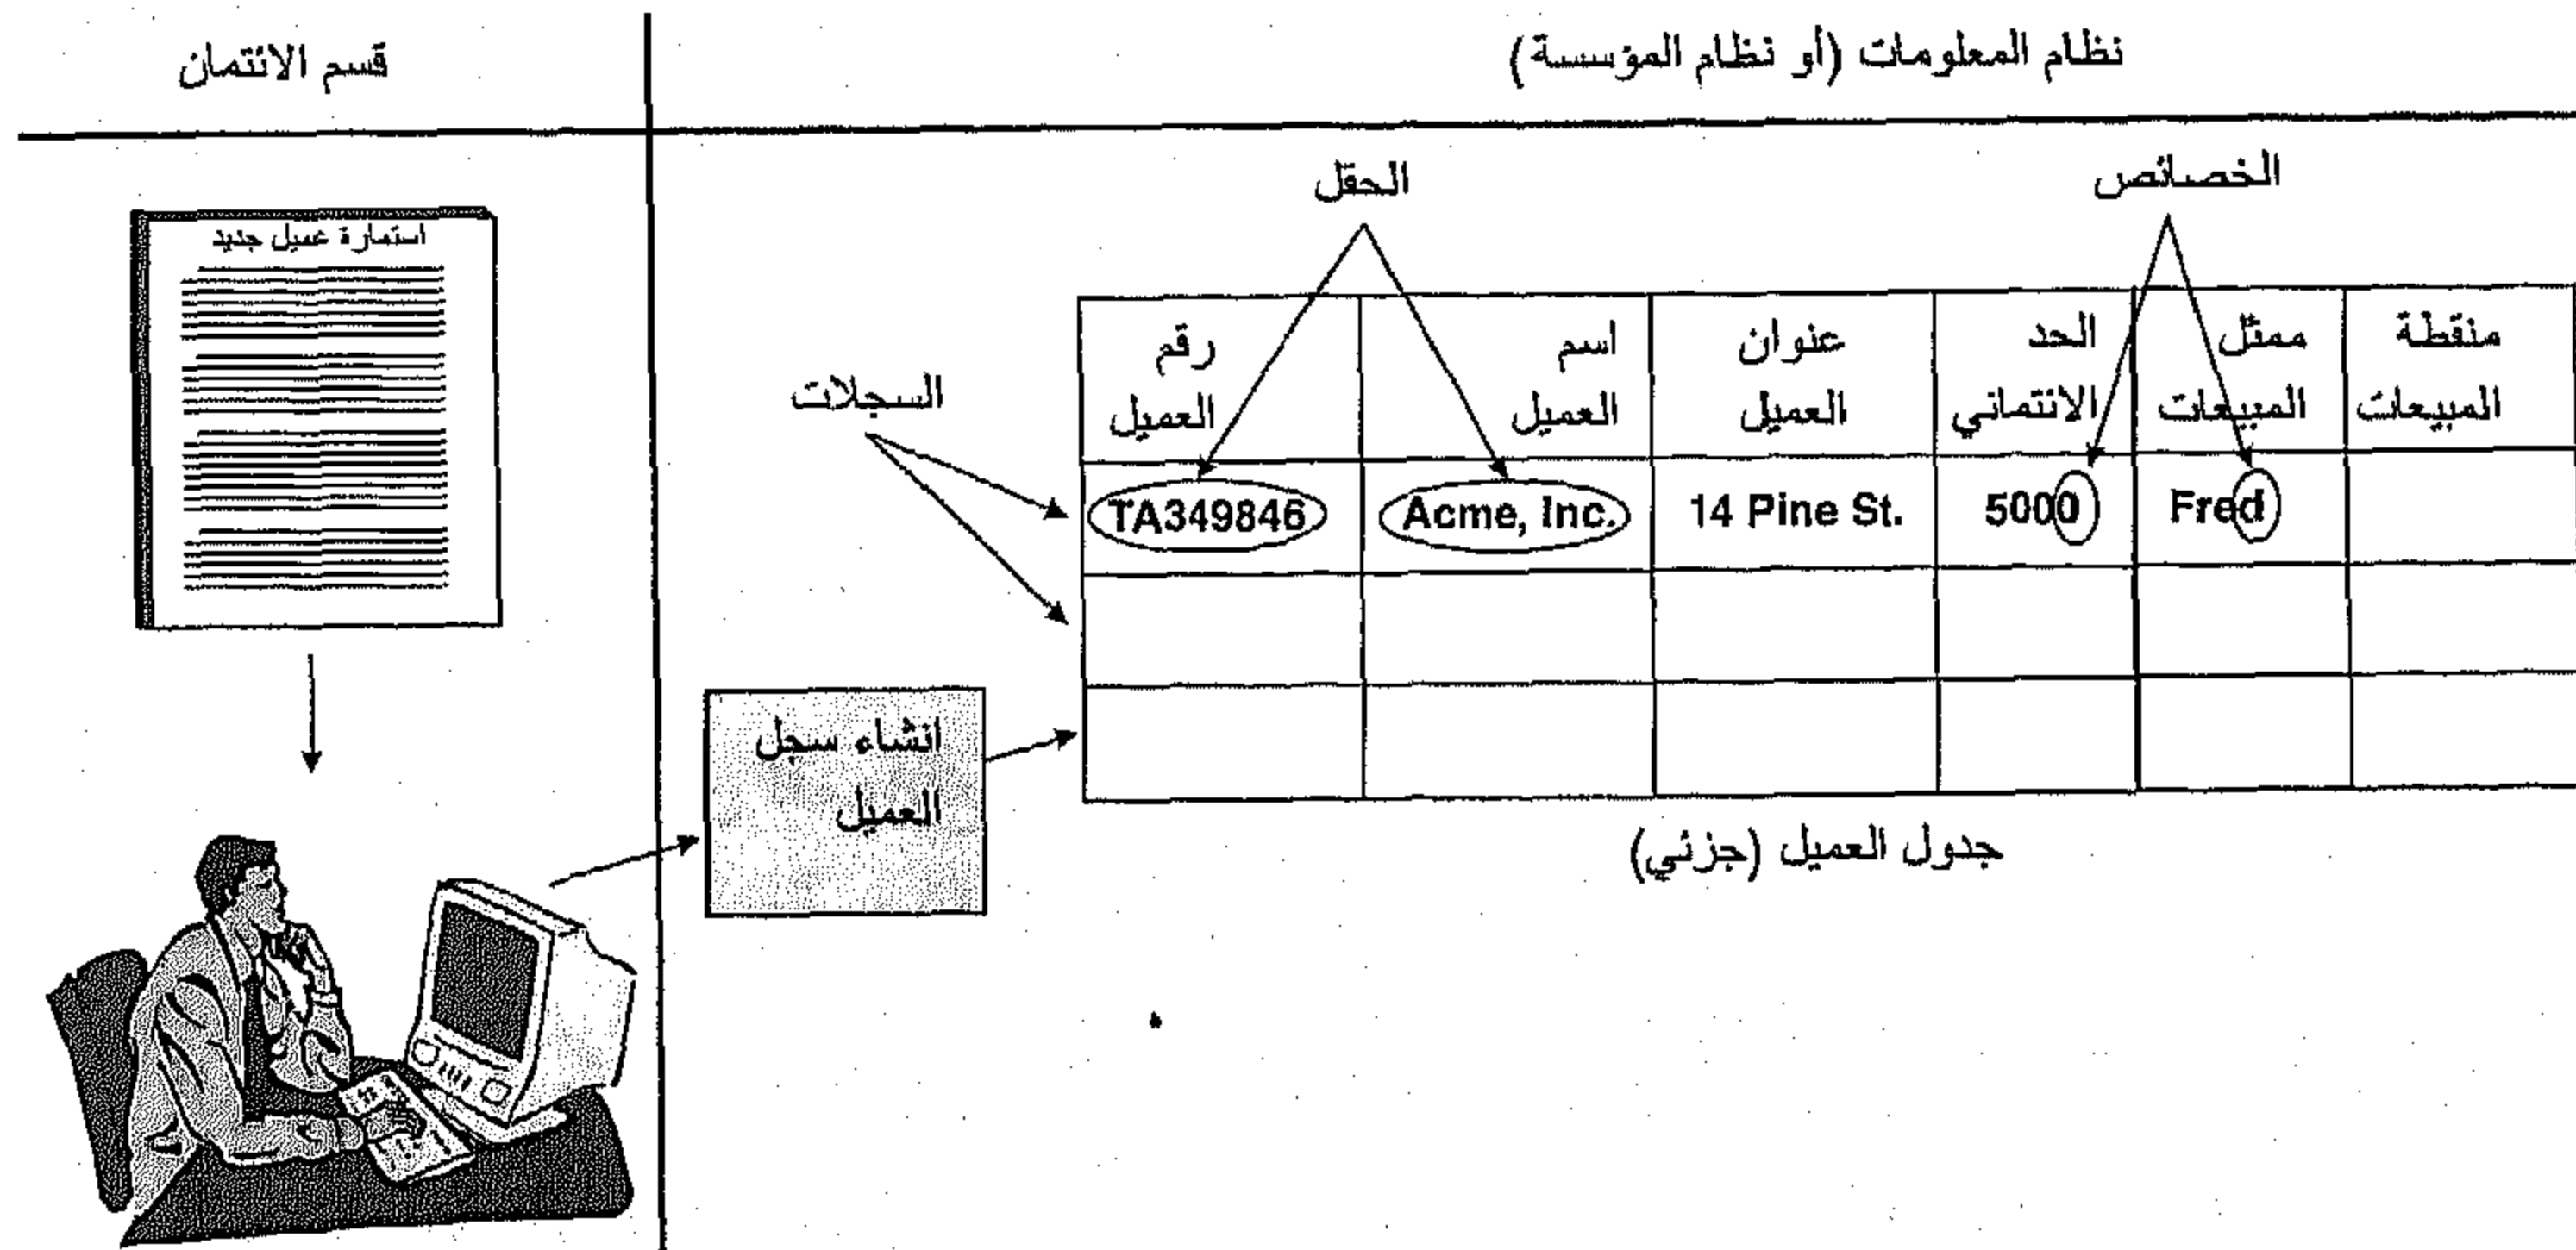 نظام المعلومات (أو نظام المؤسسة)
قسم الائتمان
الخصائص
الحقل
استمارة عميل جديد
السجلات
رقم
العميل
اسم
العميل
عنوان
العميل
الحد
الائتماني
ممثل
المبيعات
منقطة
المبيعات
TA349846
Acme, Inc.
14 Pine St.
5000
Fred
انشاء سجل
العميل
جدول العميل (جزئي)